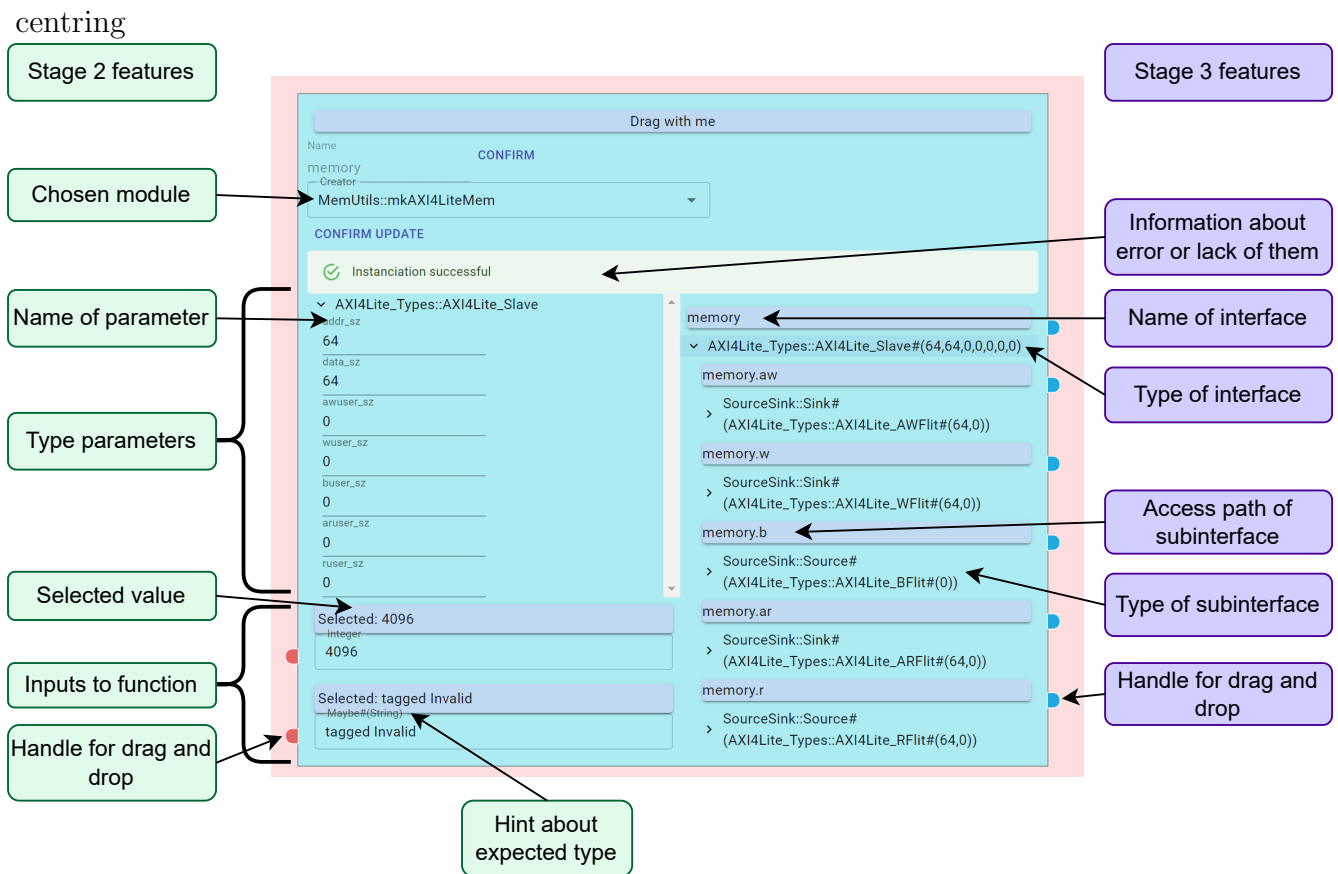 centring
Stage 2 features
Stage 3 features
Drag with me
Name
CONFIRM
memory
Creator
MemUtils::mkAXI4LiteMem
Chosen module
CONFIRM UPDATE
Information about
error or lack of them
Instanciation successful
AXI4Lite_Types::AXI4Lite_Slave
Name of parameter
addr_sz
64
data_sz
64
awuser_sz
0
wuser_sz
0
buser_sz
0
aruser_sz
0
ruser_sz
0
Type parameters
memory
Name of interface
AXI4Lite_Types::AXI4Lite_Slave#(64,64,0,0,0,0,0)
Type of interface
memory.aw
SourceSink::Sink#
(AXI4Lite_Types::AXI4Lite_AWFlit#(64,0))
memory.w
SourceSink::Sink#
(AXI4Lite_Types::AXI4Lite_WFlit#(64,0))
memory.b
Access path of
subinterface
SourceSink::Source#
(AXI4Lite_Types::AXI4Lite_BFlit#(0))
Type of subinterface
memory.ar
SourceSink::Sink#
(AXI4Lite_Types::AXI4Lite_ARFlit#(64,0))
memory.r
Handle for drag and
drop
SourceSink::Source#
(AXI4Lite_Types::AXI4Lite_RFlit#(64,0))
Selected value
Selected: 4096
Integer
4096
Inputs to function
Selected: tagged Invalid
Maybe#(String)
tagged Invalid
Handle for drag and
drop
Hint about
expected type